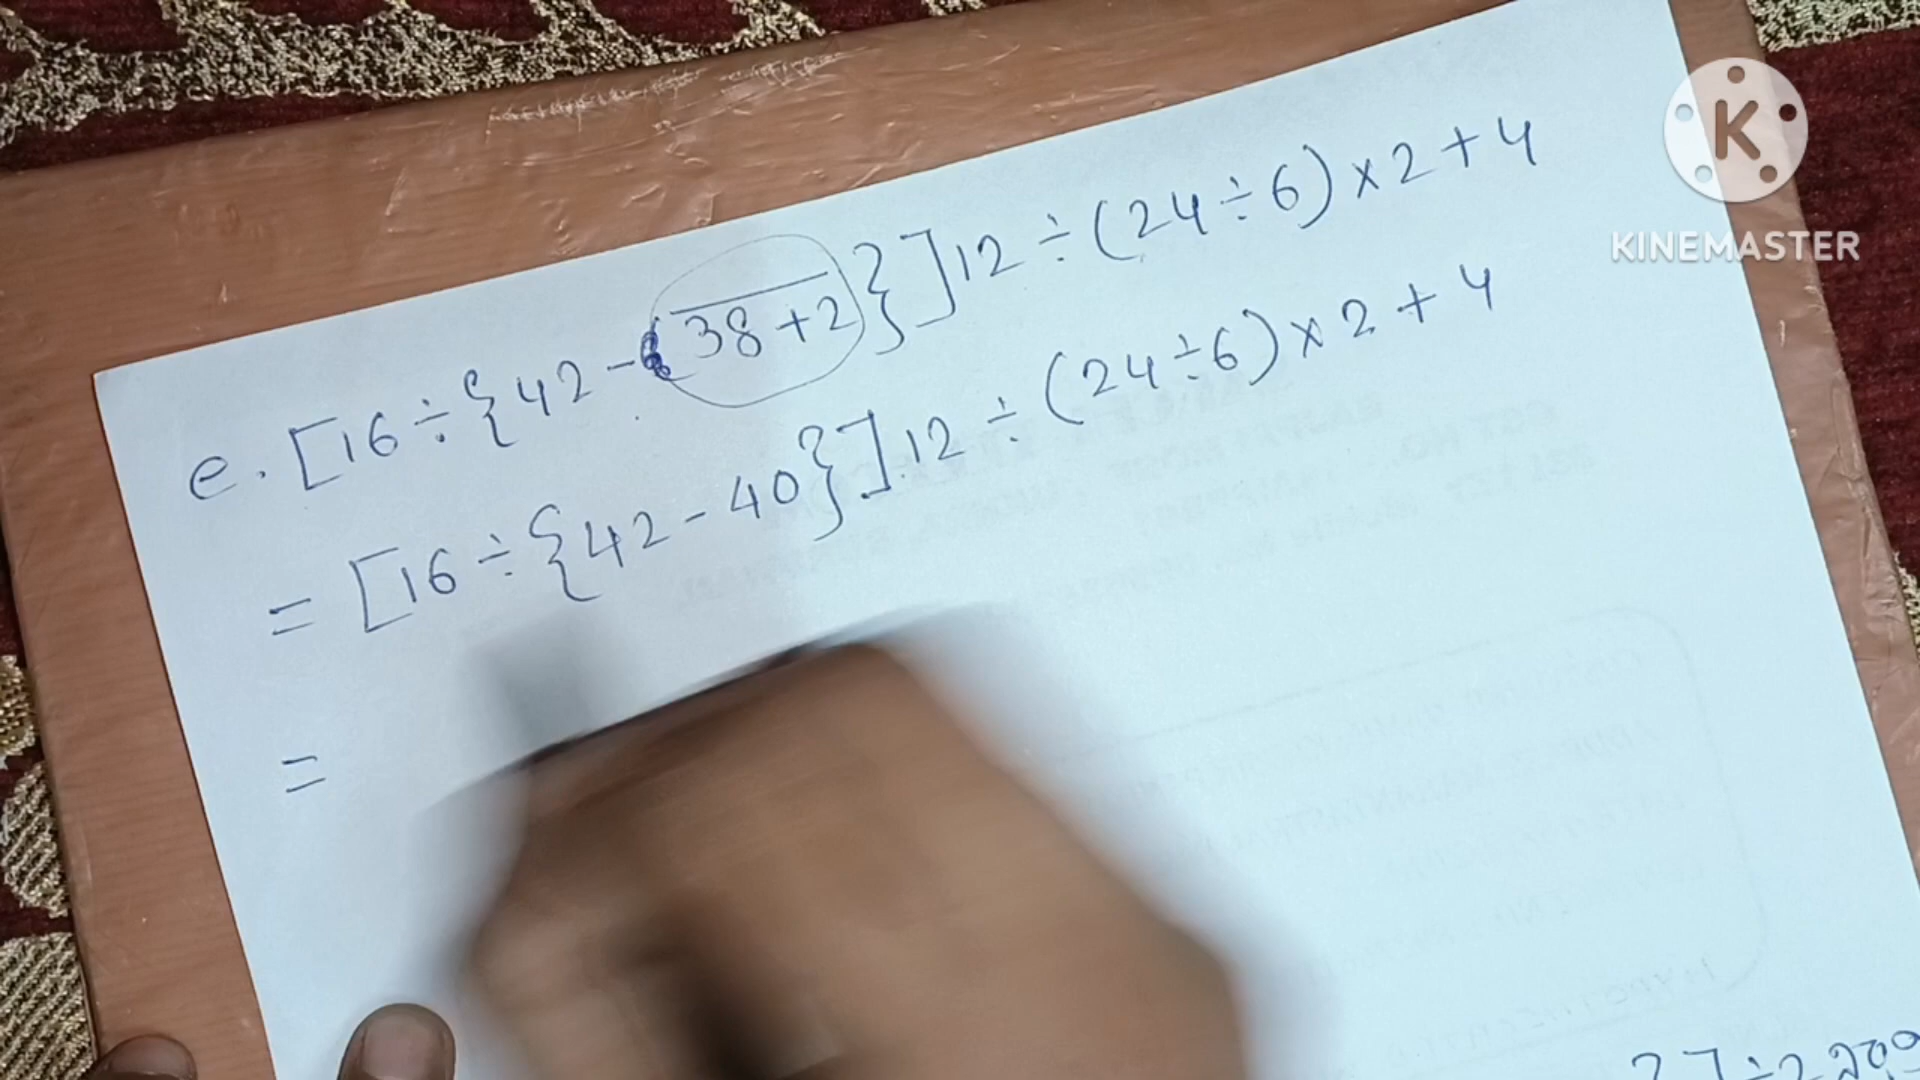 K
KINEMASTER
e. [16 ÷ {42 - (38 + 2}] 12 ÷ (24 ÷ 6) × 2 + 4
= [16 ÷ {42 - 40}] 12 ÷ (24 ÷ 6) × 2 + 4
=